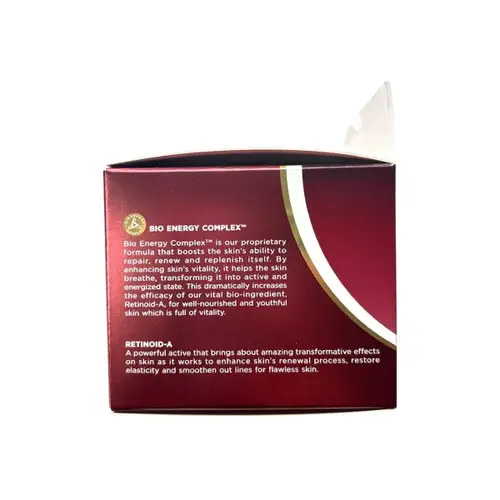 BIO ENERGY COMPLEX™
Bio Energy Complex™ is our proprietary
formula that boosts the skin's ability to
repair, renew and replenish itself. By
enhancing skin's vitality, it helps the skin
breathe, transforming it into active and
energized state. This dramatically increases
the efficacy of our vital bio-ingredient,
Retinoid-A, for well-nourished and youthful
skin which is full of vitality.
RETINOID-A
A powerful active that brings about amazing transformative effects
on skin as it works to enhance skin's renewal process, restore
elasticity and smoothen out lines for flawless skin.